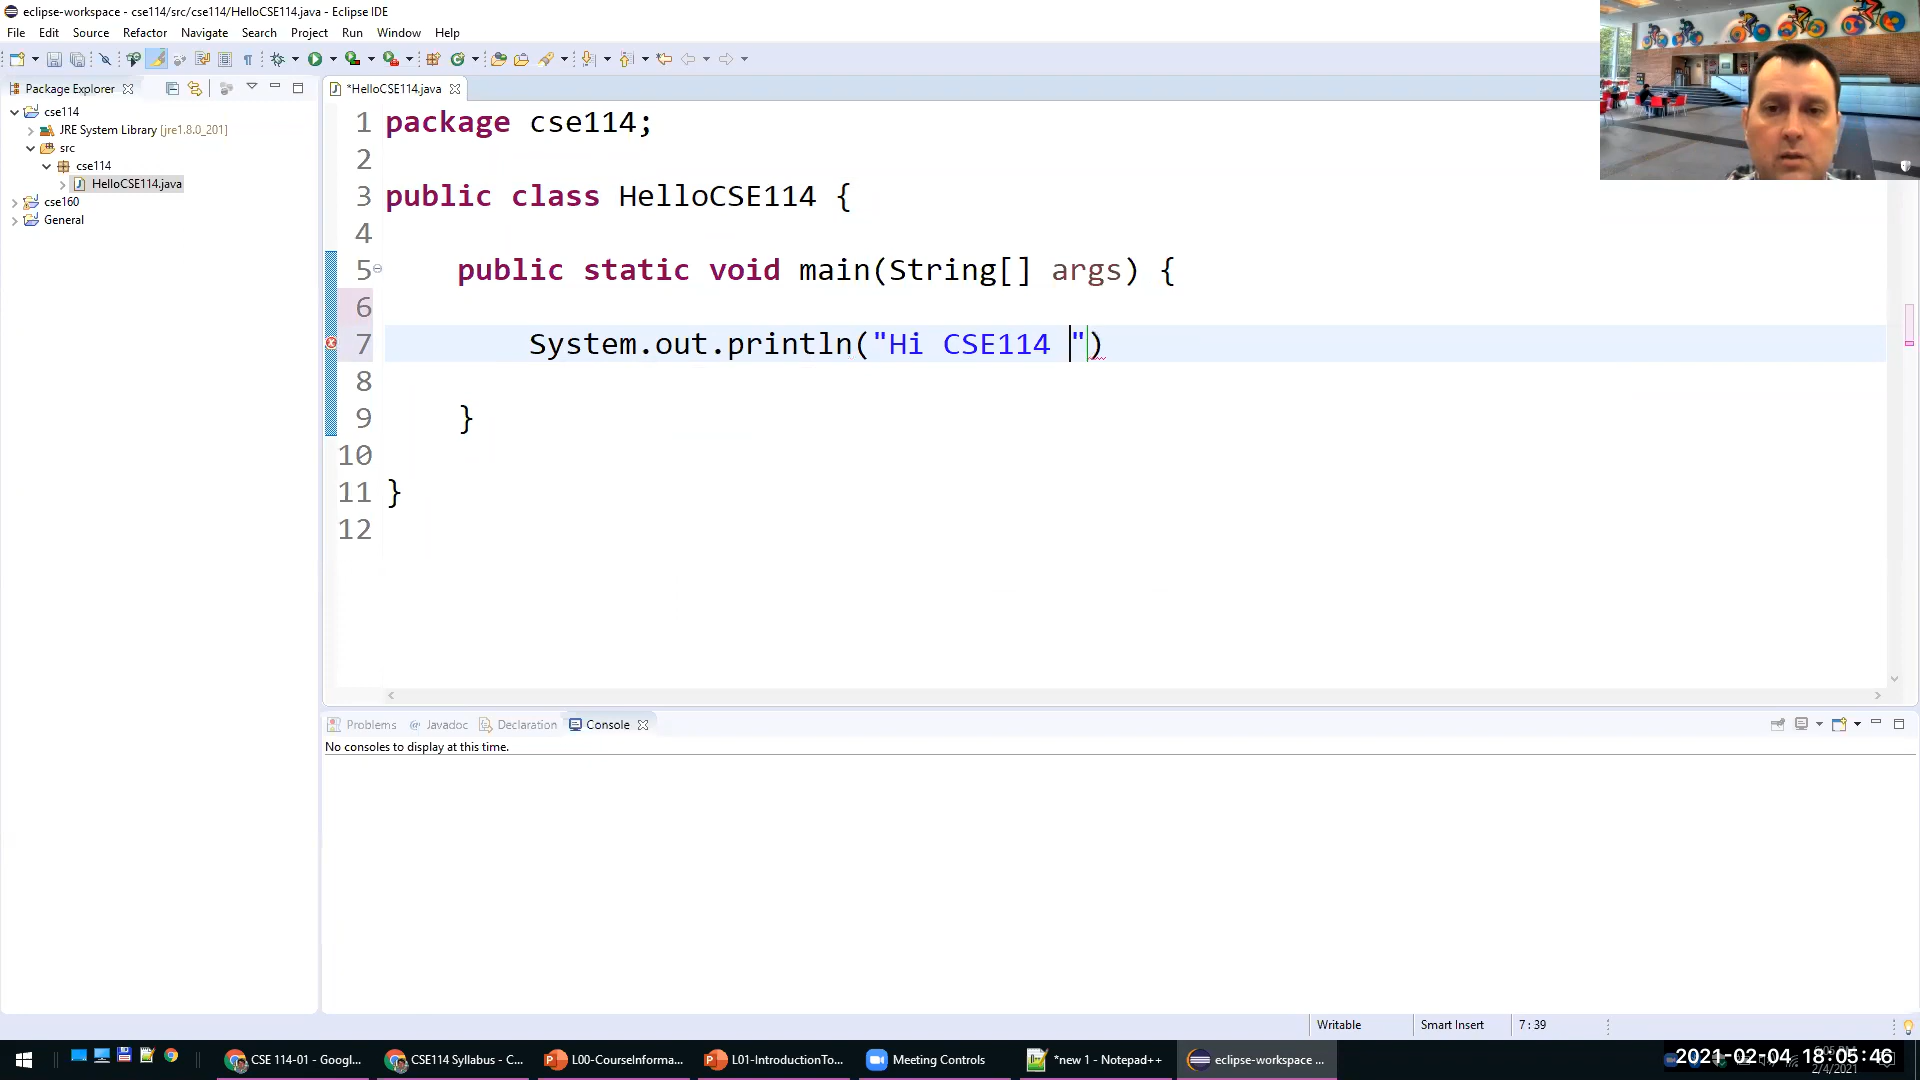 eclipse-workspace - cse114/src/cse114/HelloCSE114.java - Eclipse IDE
File Edit Source Refactor Navigate Search Project Run Window Help
Package Explorer
*HelloCSE114.java
cse114
JRE System Library [jre1.8.0_201]
src
cse114
HelloCSE114.java
cse160
General
1 package cse114;
2
3 public class HelloCSE114 {
4
5 public static void main(String[] args) {
6
7 System.out.println("Hi CSE114 ")
8
9 }
10
11 }
12
Problems @ Javadoc Declaration Console
No consoles to display at this time.
Writable Smart Insert 7 : 39
CSE 114-01 - Googl... CSE114 Syllabus - C... L00-CourseInforma... L01-IntroductionTo... Meeting Controls *new 1 - Notepad++ eclipse-workspace ...
2021-02-04 18:05:46
2/4/2021